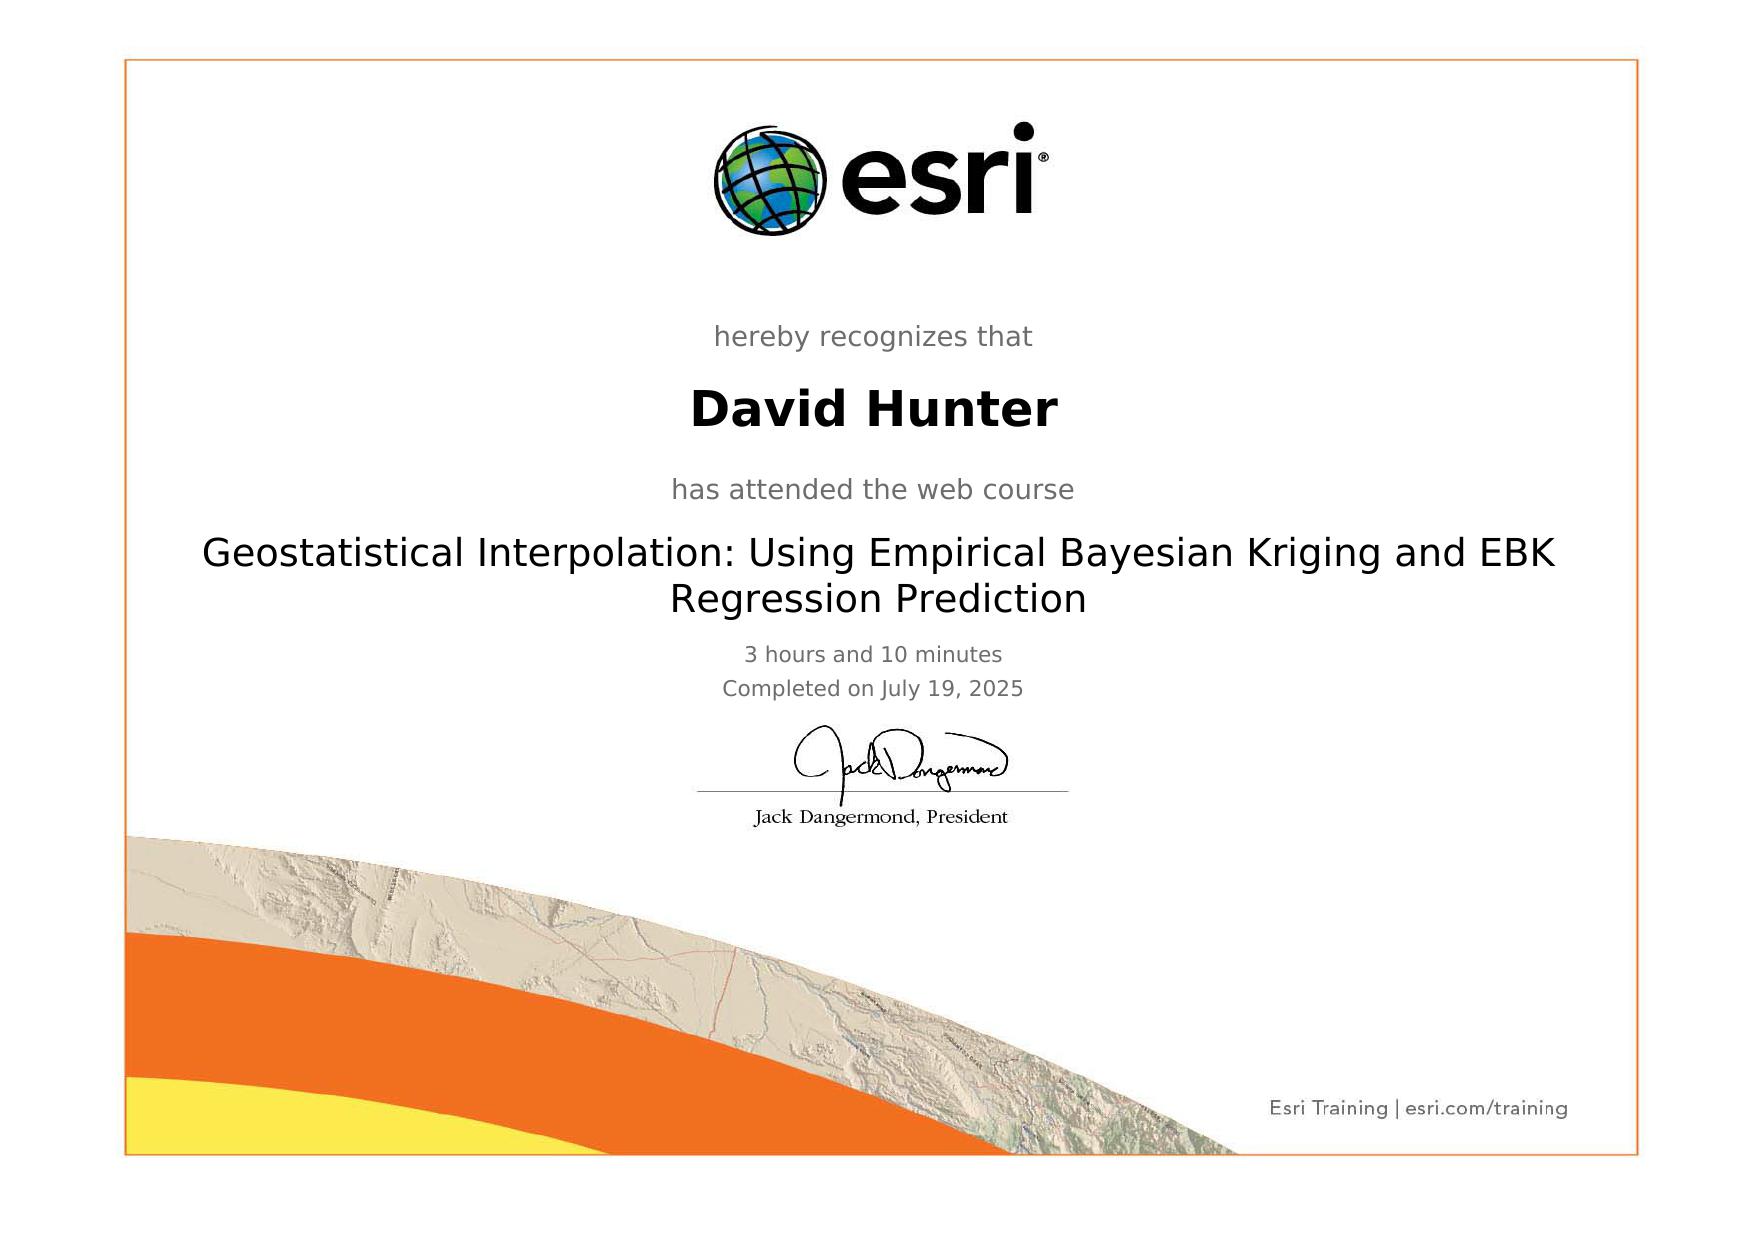 esri®
hereby recognizes that
David Hunter
has attended the web course
Geostatistical Interpolation: Using Empirical Bayesian Kriging and EBK
Regression Prediction
3 hours and 10 minutes
Completed on July 19, 2025
Jack Dangermond
Jack Dangermond, President
Esri Training | esri.com/training